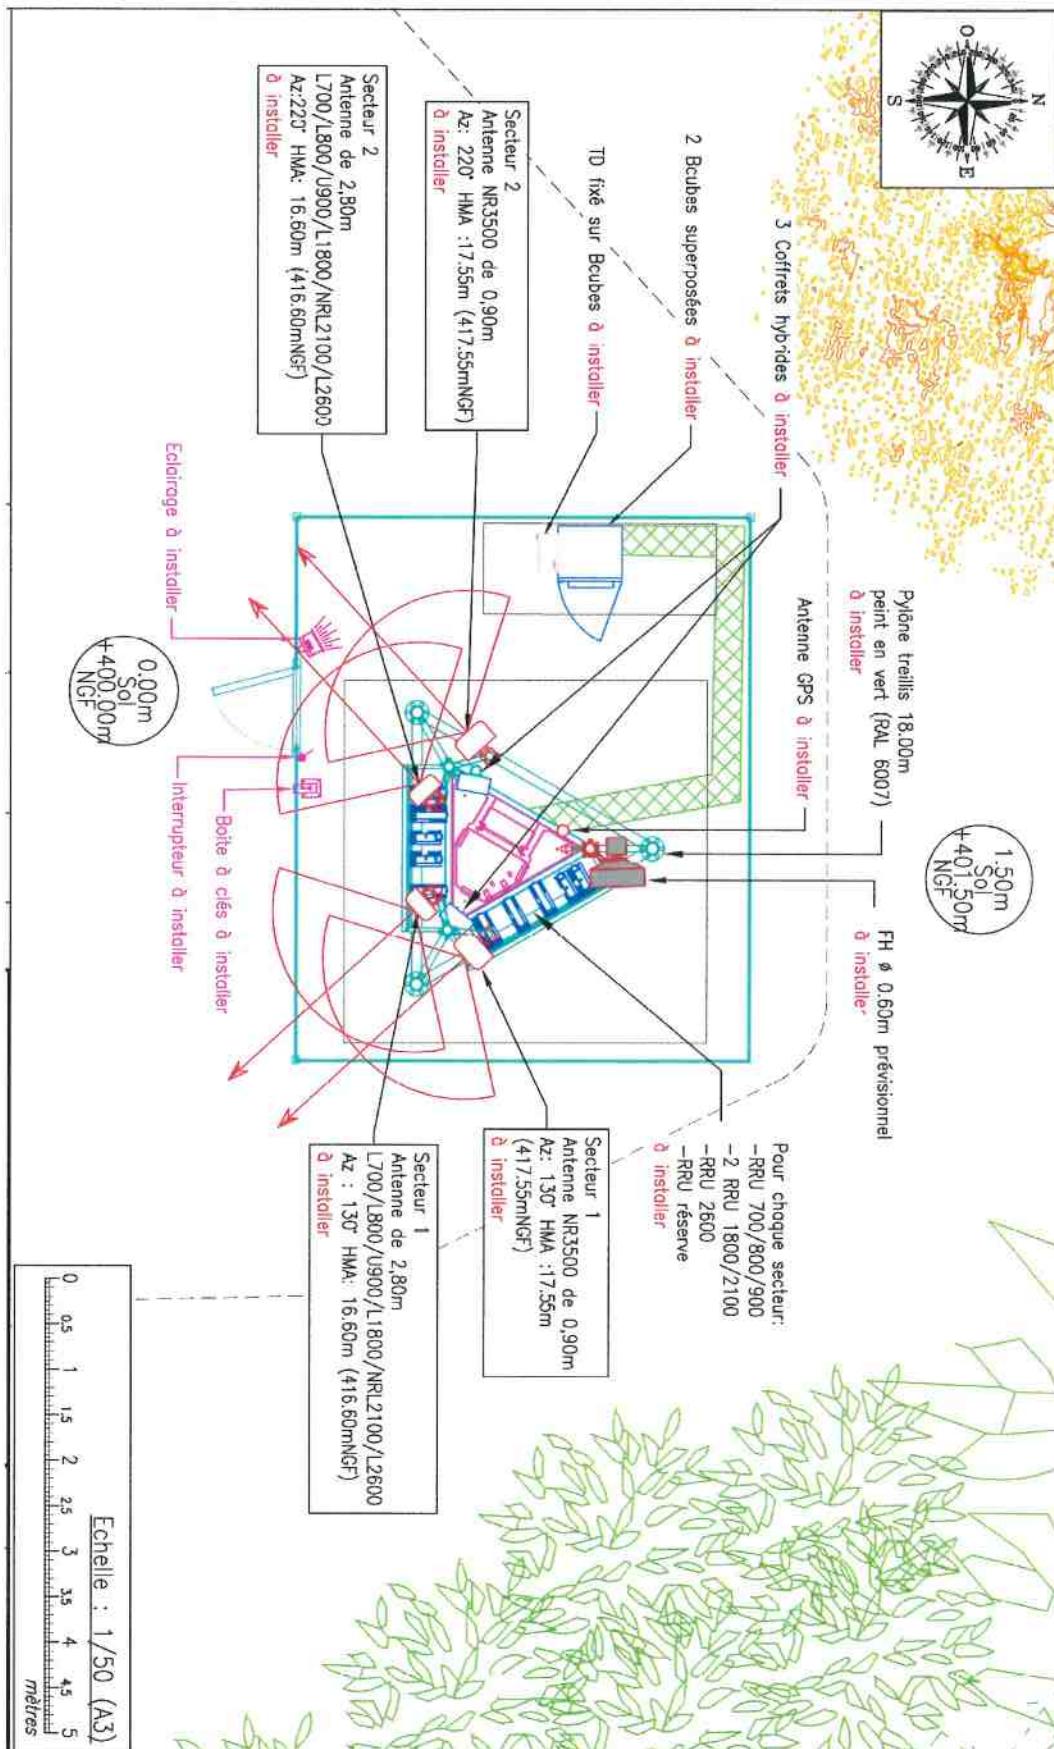 N
O
E
S
3 Coffrets hybrides à installer
2 Bcubes superposées à installer
TD fixé sur Bcubes à installer
Secteur 2
Antenne NR3500 de 0,90m
Az: 220° HMA :17.55m (417.55mNGF)
à installer
Secteur 2
Antenne de 2,80m
L700/L800/U900/L1800/NRL2100/L2600
Az:220° HMA: 16.60m (416.60mNGF)
à installer
Pylône treillis 18.00m
peint en vert (RAL 6007)
à installer
Antenne GPS à installer
1.50m
Sol
+401.50m
NGF
FH ø 0.60m prévisionnel
à installer
Eclairage à installer
0.00m
Sol
+400.00m
NGF
Interrupteur à installer
Boite à clés à installer
Pour chaque secteur:
-RRU 700/800/900
-2 RRU 1800/2100
-RRU 2600
-RRU réserve
à installer
Secteur 1
Antenne NR3500 de 0,90m
Az: 130° HMA :17.55m
(417.55mNGF)
à installer
Secteur 1
Antenne de 2,80m
L700/L800/U900/L1800/NRL2100/L2600
Az : 130° HMA: 16.60m (416.60mNGF)
à installer
Echelle : 1/50 (A3)
0 0.5 1 1.5 2 2.5 3 3.5 4 4.5 5
mètres